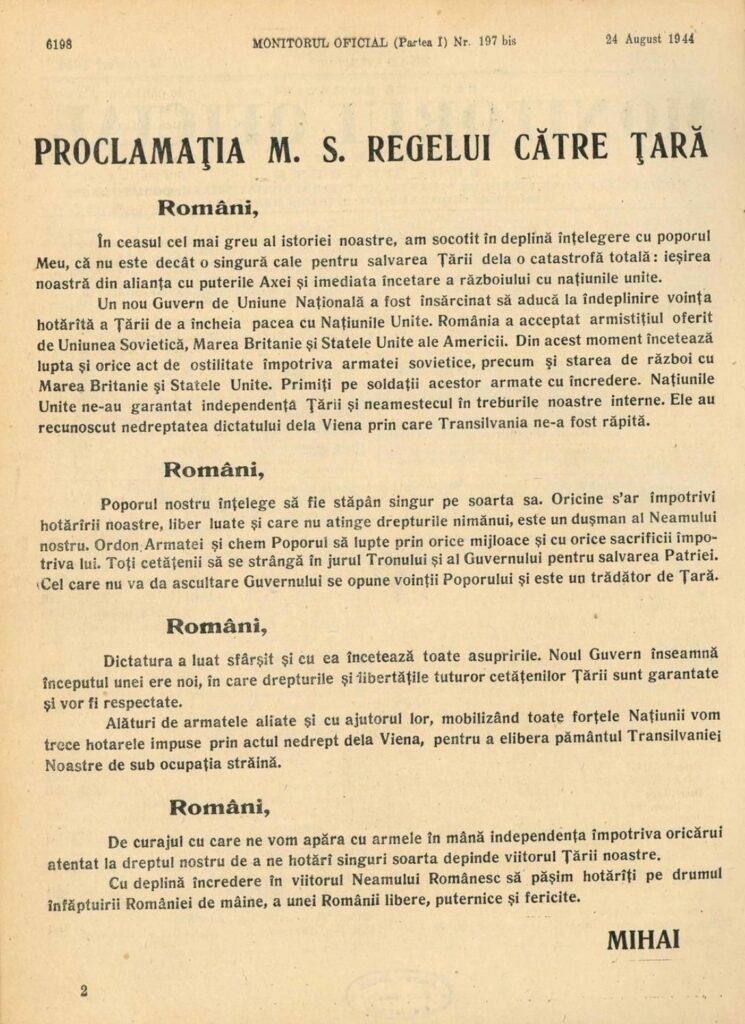 6198 MONITORUL OFICIAL (Partea I) Nr. 197 bis 24 August 1944
PROCLAMAŢIA M. S. REGELUI CĂTRE ŢARĂ
Români,
În ceasul cel mai greu al istoriei noastre, am socotit în deplină înţelegere cu poporul
Meu, că nu este decât o singură cale pentru salvarea Ţării dela o catastrofă totală: ieşirea
noastră din alianţa cu puterile Axei şi imediata încetare a războiului cu naţiunile unite.
Un nou Guvern de Uniune Naţională a fost însărcinat să aducă la îndeplinire voinţa
hotărîtă a Ţării de a încheia pacea cu Naţiunile Unite. România a acceptat armistiţiul oferit
de Uniunea Sovietică, Marea Britanie şi Statele Unite ale Americii. Din acest moment încetează
lupta şi orice act de ostilitate împotriva armatei sovietice, precum şi starea de război cu
Marea Britanie şi Statele Unite. Primiţi pe soldaţii acestor armate cu încredere. Naţiunile
Unite ne-au garantat independenţa Ţării şi neamestecul în treburile noastre interne. Ele au
recunoscut nedreptatea dictatului dela Viena prin care Transilvania ne-a fost răpită.
Români,
Poporul nostru înţelege să fie stăpân singur pe soarta sa. Oricine s'ar împotrivi
hotărîrii noastre, liber luate şi care nu atinge drepturile nimănui, este un duşman al Neamului
nostru. Ordon Armatei şi chem Poporul să lupte prin orice mijloace şi cu orice sacrificii împo-
triva lui. Toţi cetăţenii să se strângă în jurul Tronului şi al Guvernului pentru salvarea Patriei.
Cel care nu va da ascultare Guvernului se opune voinţii Poporului şi este un trădător de Ţară.
Români,
Dictatura a luat sfârşit şi cu ea încetează toate asupririle. Noul Guvern înseamnă
începutul unei ere noi, în care drepturile şi libertăţile tuturor cetăţenilor Ţării sunt garantate
şi vor fi respectate.
Alături de armatele aliate şi cu ajutorul lor, mobilizând toate forţele Naţiunii vom
trece hotarele impuse prin actul nedrept dela Viena, pentru a elibera pământul Transilvaniei
Noastre de sub ocupaţia străină.
Români,
De curajul cu care ne vom apăra cu armele în mână independenţa împotriva oricărui
atentat la dreptul nostru de a ne hotărî singuri soarta depinde viitorul Ţării noastre.
Cu deplină încredere în viitorul Neamului Românesc să păşim hotărîţi pe drumul
înfăptuirii României de mâine, a unei Românii libere, puternice şi fericite.
MIHAI
2